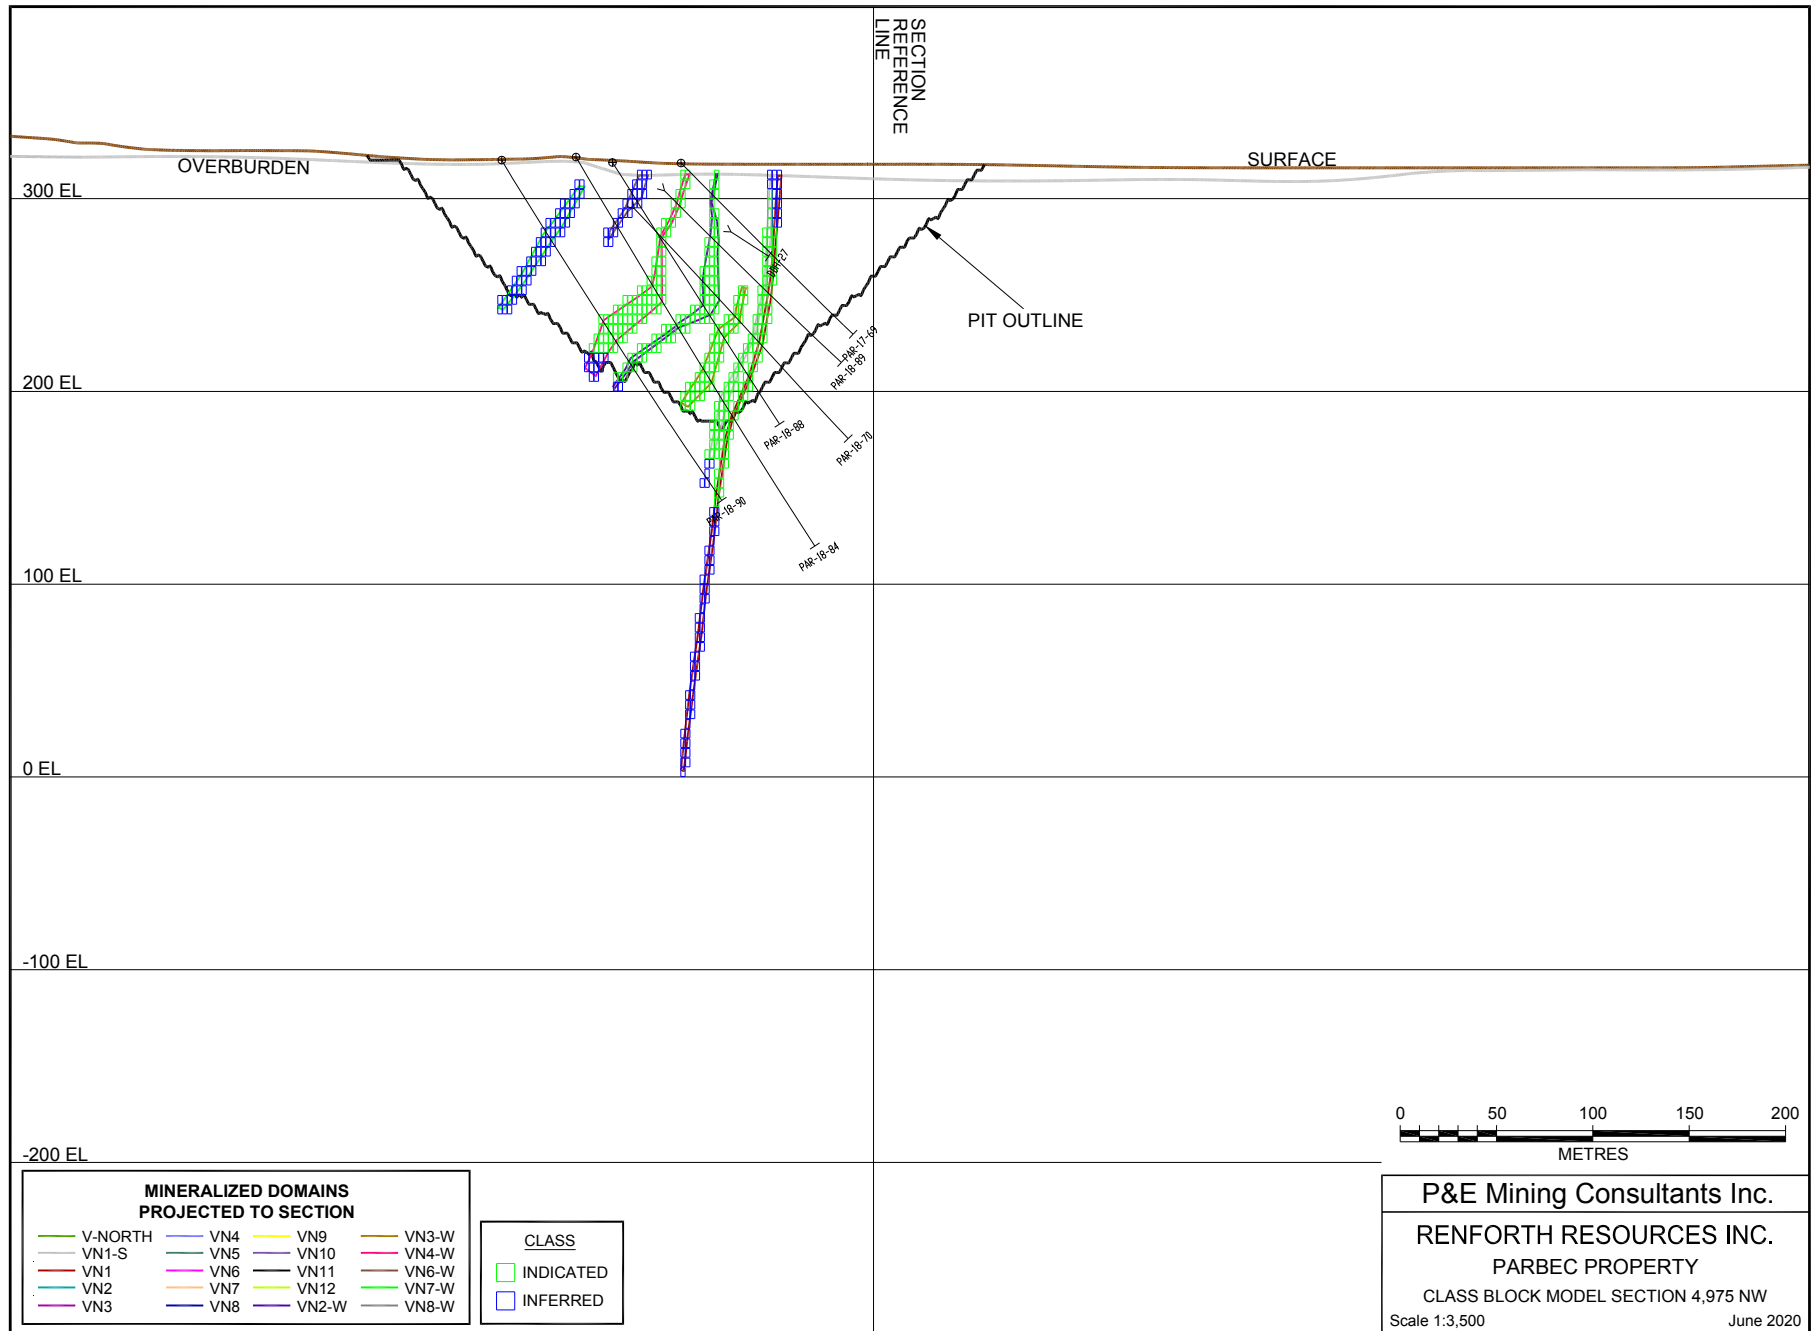 SECTION
REFERENCE
LINE
OVERBURDEN
SURFACE
300 EL
DBH-27
PIT OUTLINE
PAR-17-69
PAR-18-89
200 EL
PAR-18-88
PAR-18-70
PAR-18-90
PAR-18-84
100 EL
0 EL
-100 EL
-200 EL
0 50 100 150 200
METRES
MINERALIZED DOMAINS
PROJECTED TO SECTION
V-NORTH VN4 VN9 VN3-W
VN1-S VN5 VN10 VN4-W
VN1 VN6 VN11 VN6-W
VN2 VN7 VN12 VN7-W
VN3 VN8 VN2-W VN8-W
CLASS
INDICATED
INFERRED
P&E Mining Consultants Inc.
RENFORTH RESOURCES INC.
PARBEC PROPERTY
CLASS BLOCK MODEL SECTION 4,975 NW
Scale 1:3,500 June 2020